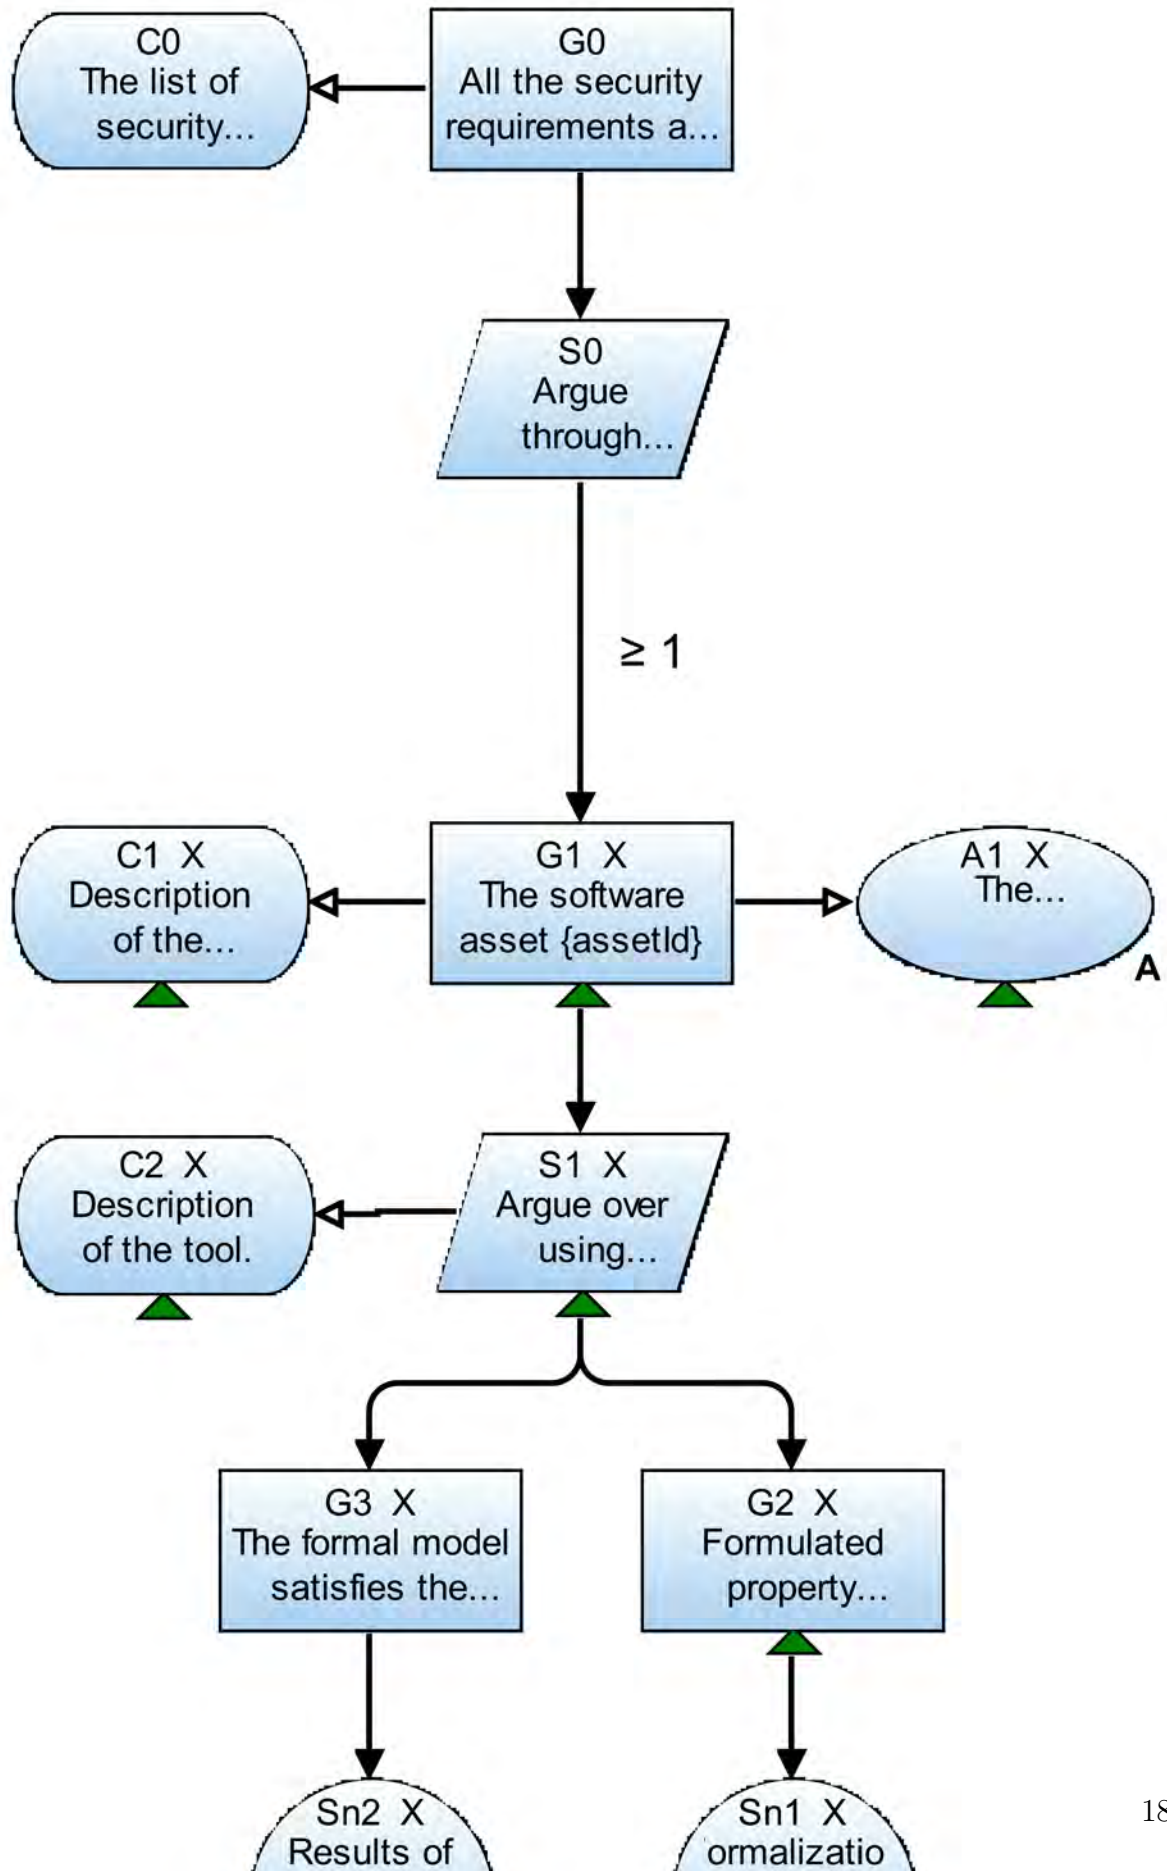 C0
The list of
security...
G0
All the security
requirements a...
S0
Argue
through...
≥ 1
C1 X
Description
of the...
G1 X
The software
asset {assetId}
A1 X
The...
A
C2 X
Description
of the tool.
S1 X
Argue over
using...
G3 X
The formal model
satisfies the...
G2 X
Formulated
property...
Sn2 X
Results of
Sn1 X
ormalizatio
18